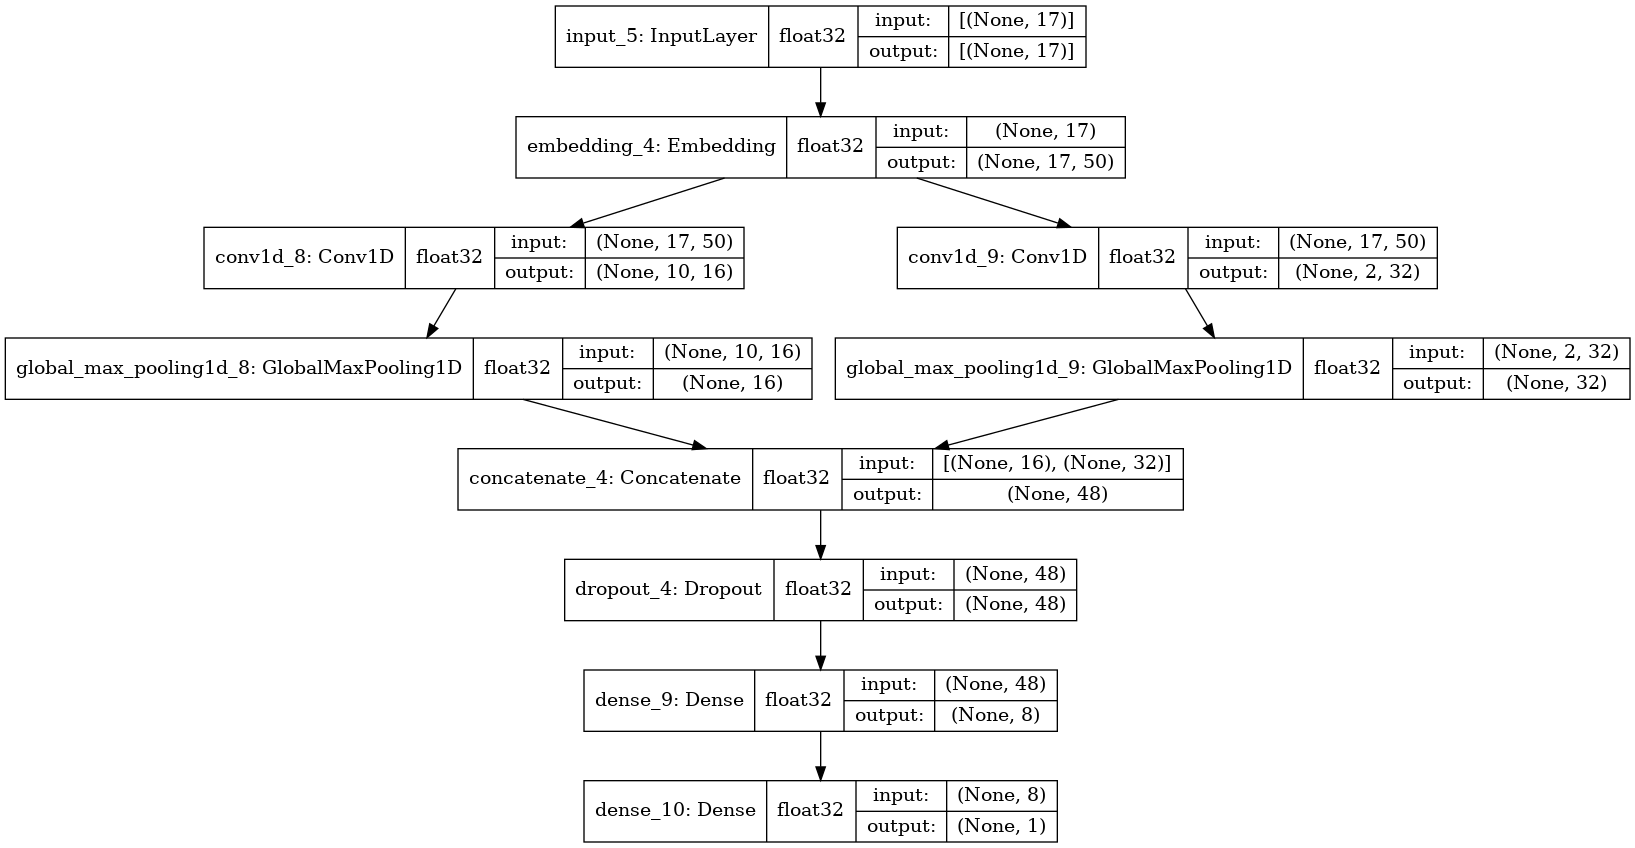 input_5: InputLayer float32 input: [(None, 17)]
output: [(None, 17)]
embedding_4: Embedding float32 input: (None, 17)
output: (None, 17, 50)
conv1d_8: Conv1D float32 input: (None, 17, 50)
output: (None, 10, 16)
conv1d_9: Conv1D float32 input: (None, 17, 50)
output: (None, 2, 32)
global_max_pooling1d_8: GlobalMaxPooling1D float32 input: (None, 10, 16)
output: (None, 16)
global_max_pooling1d_9: GlobalMaxPooling1D float32 input: (None, 2, 32)
output: (None, 32)
concatenate_4: Concatenate float32 input: [(None, 16), (None, 32)]
output: (None, 48)
dropout_4: Dropout float32 input: (None, 48)
output: (None, 48)
dense_9: Dense float32 input: (None, 48)
output: (None, 8)
dense_10: Dense float32 input: (None, 8)
output: (None, 1)